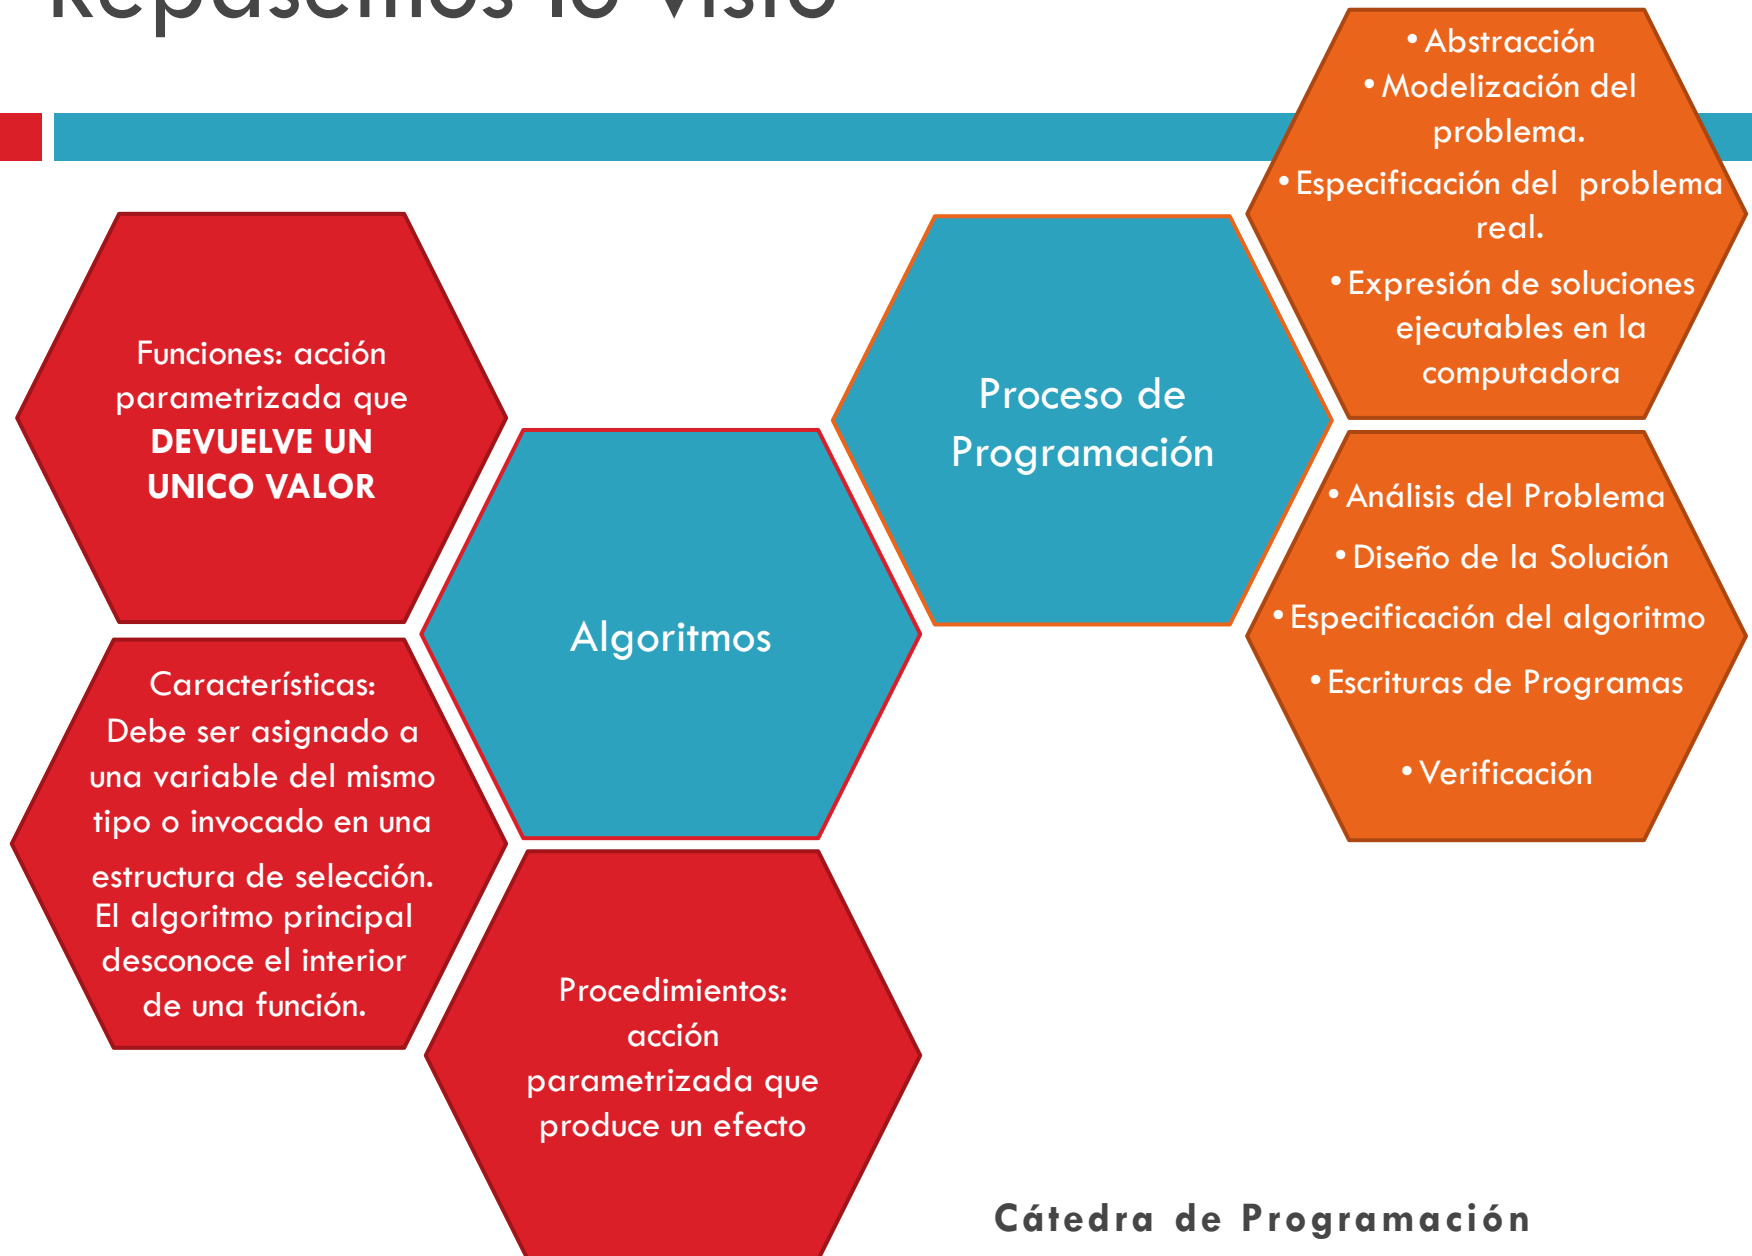 Repasemos lo visto
• Abstracción
• Modelización del
problema.
• Especificación del problema
real.
• Expresión de soluciones
ejecutables en la
computadora
Funciones: acción
parametrizada que
DEVUELVE UN
UNICO VALOR
Proceso de
Programación
• Análisis del Problema
• Diseño de la Solución
• Especificación del algoritmo
• Escrituras de Programas
• Verificación
Algoritmos
Características:
Debe ser asignado a
una variable del mismo
tipo o invocado en una
estructura de selección.
El algoritmo principal
desconoce el interior
de una función.
Procedimientos:
acción
parametrizada que
produce un efecto
Cátedra de Programación